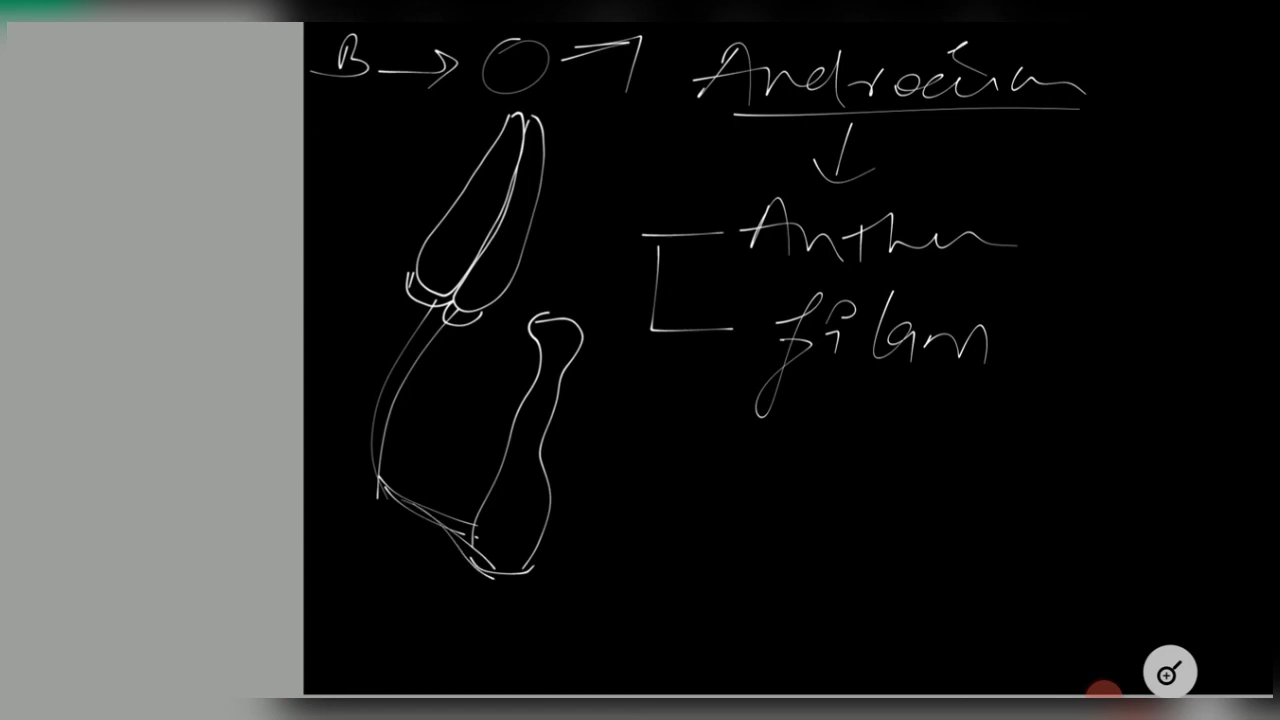 B → O ⇒ Androecium
↓
Anther
filam